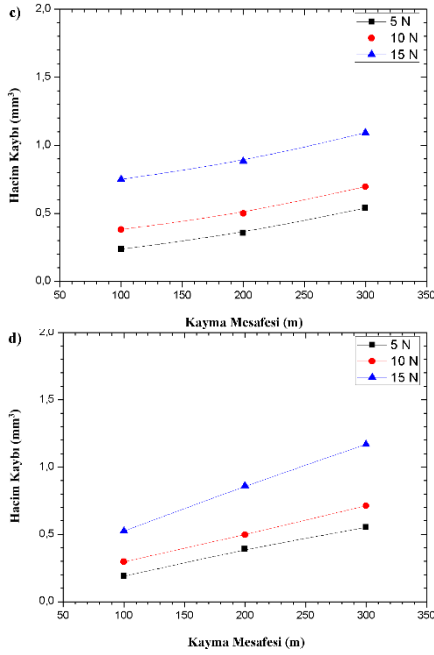 c)
2,0
1,5
1,0
0,5
0,0
Hacim Kaybı (mm³)
5 N
10 N
15 N
50 100 150 200 250 300 350
Kayma Mesafesi (m)
d)
2,0
1,5
1,0
0,5
0,0
Hacim Kaybı (mm³)
5 N
10 N
15 N
50 100 150 200 250 300 350
Kayma Mesafesi (m)